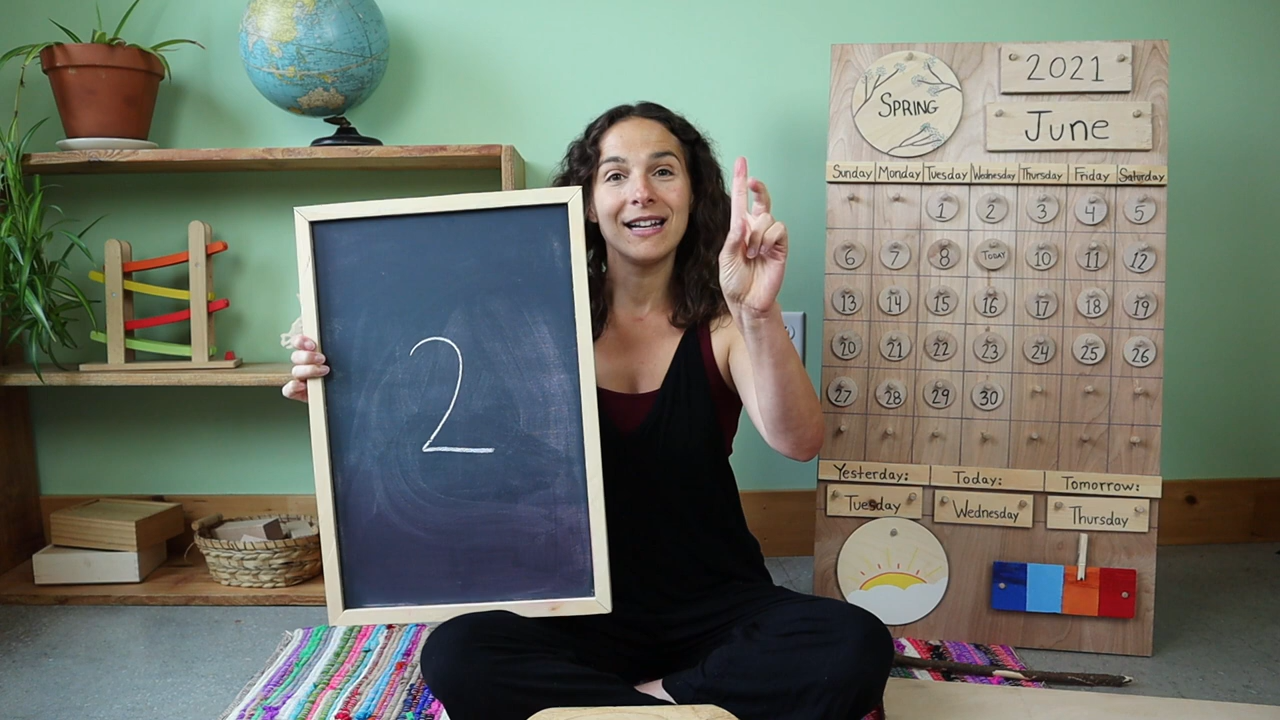 2
SPRING
2021
June
Sunday Monday Tuesday Wednesday Thursday Friday Saturday
1 2 3 4 5
6 7 8 TODAY 10 11 12
13 14 15 16 17 18 19
20 21 22 23 24 25 26
27 28 29 30
Yesterday: Today: Tomorrow:
Tuesday Wednesday Thursday